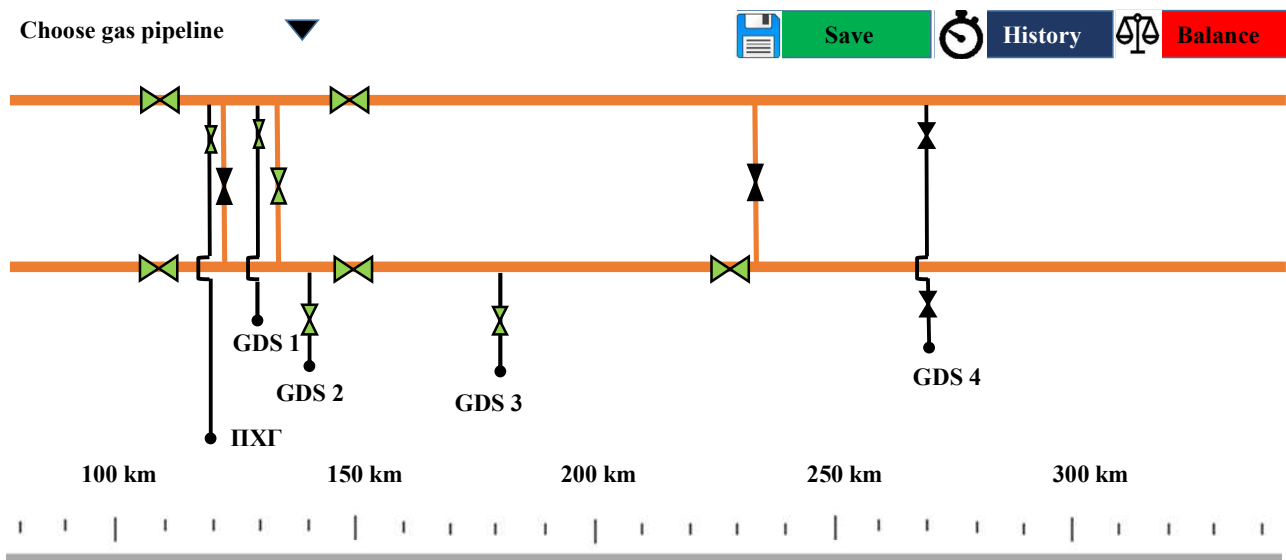 Choose gas pipeline
Save
History
Balance
GDS 1
GDS 2
GDS 3
GDS 4
ПХГ
100 km
150 km
200 km
250 km
300 km